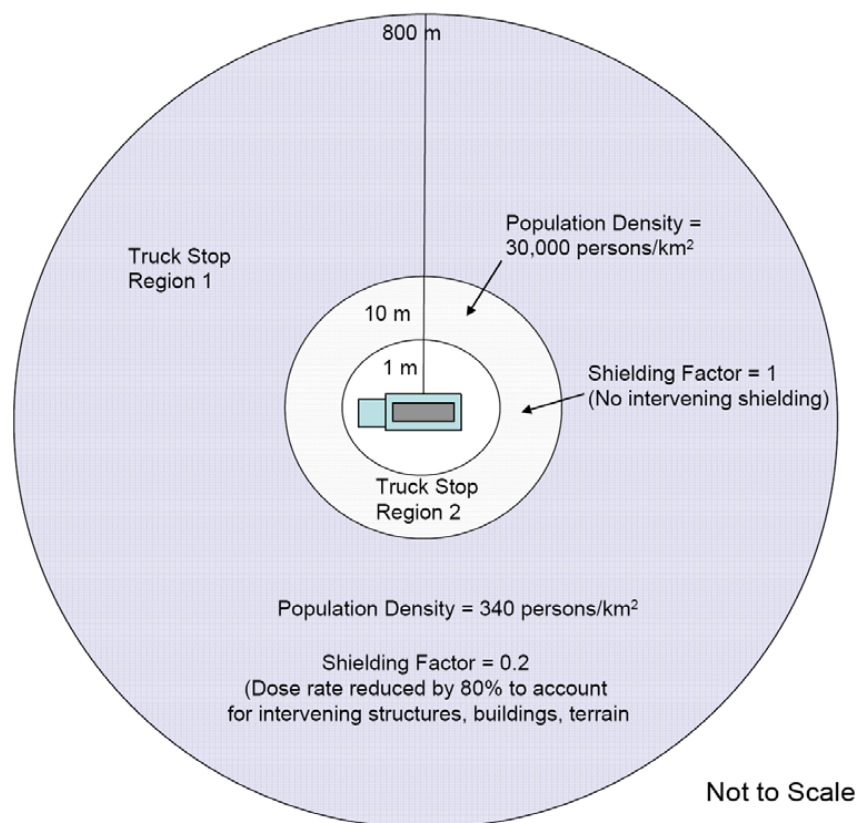 800 m
Population Density =
30,000 persons/km²
Truck Stop
Region 1
10 m
1 m
Shielding Factor = 1
(No intervening shielding)
Truck Stop
Region 2
Population Density = 340 persons/km²
Shielding Factor = 0.2
(Dose rate reduced by 80% to account
for intervening structures, buildings, terrain
Not to Scale